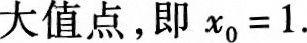 大值点,即 x₀ = 1.